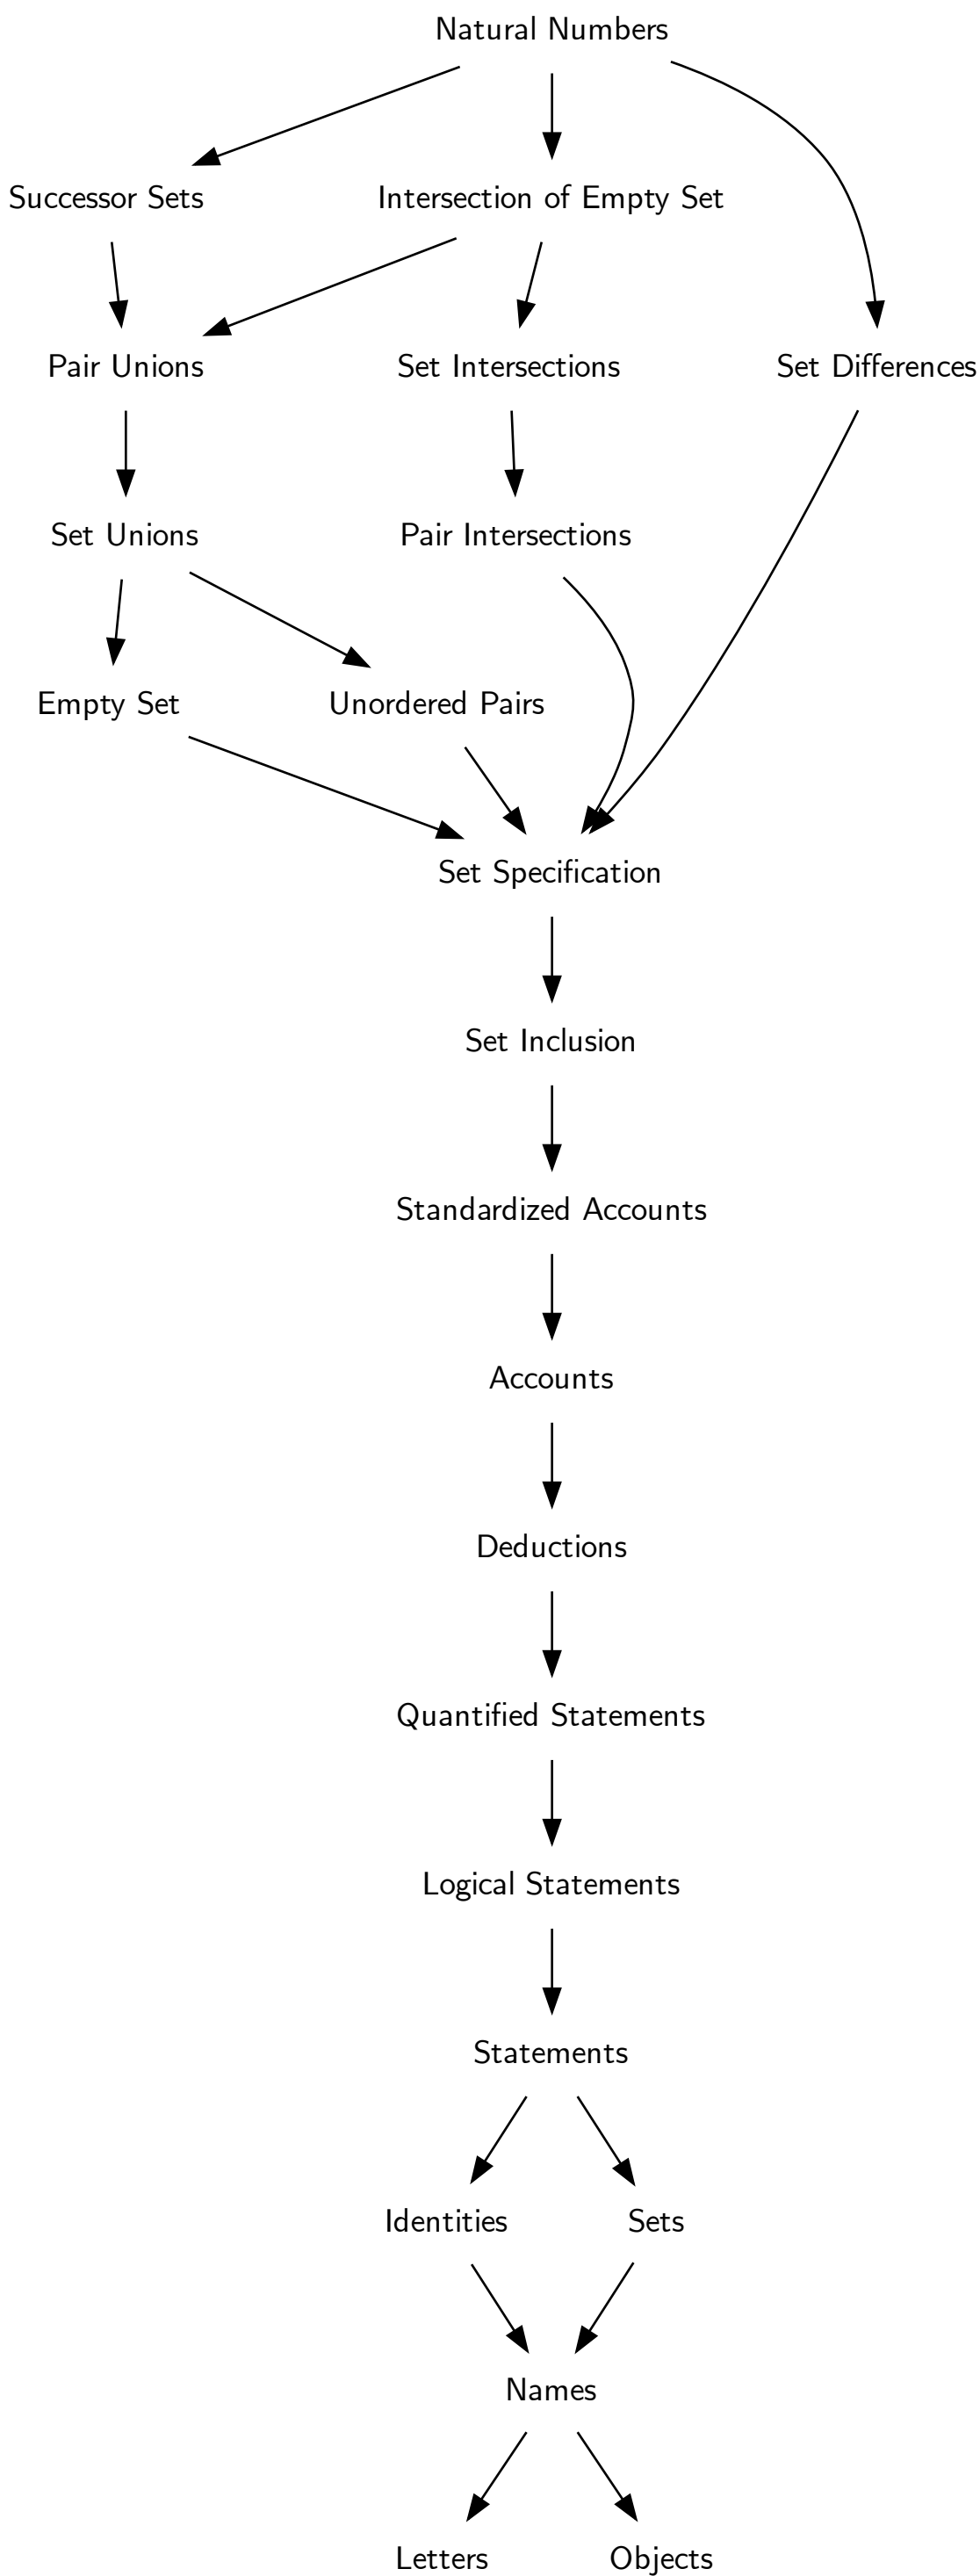 Natural Numbers
Successor Sets
Intersection of Empty Set
Pair Unions
Set Intersections
Set Differences
Set Unions
Pair Intersections
Empty Set
Unordered Pairs
Set Specification
Set Inclusion
Standardized Accounts
Accounts
Deductions
Quantified Statements
Logical Statements
Statements
Identities
Sets
Names
Letters
Objects